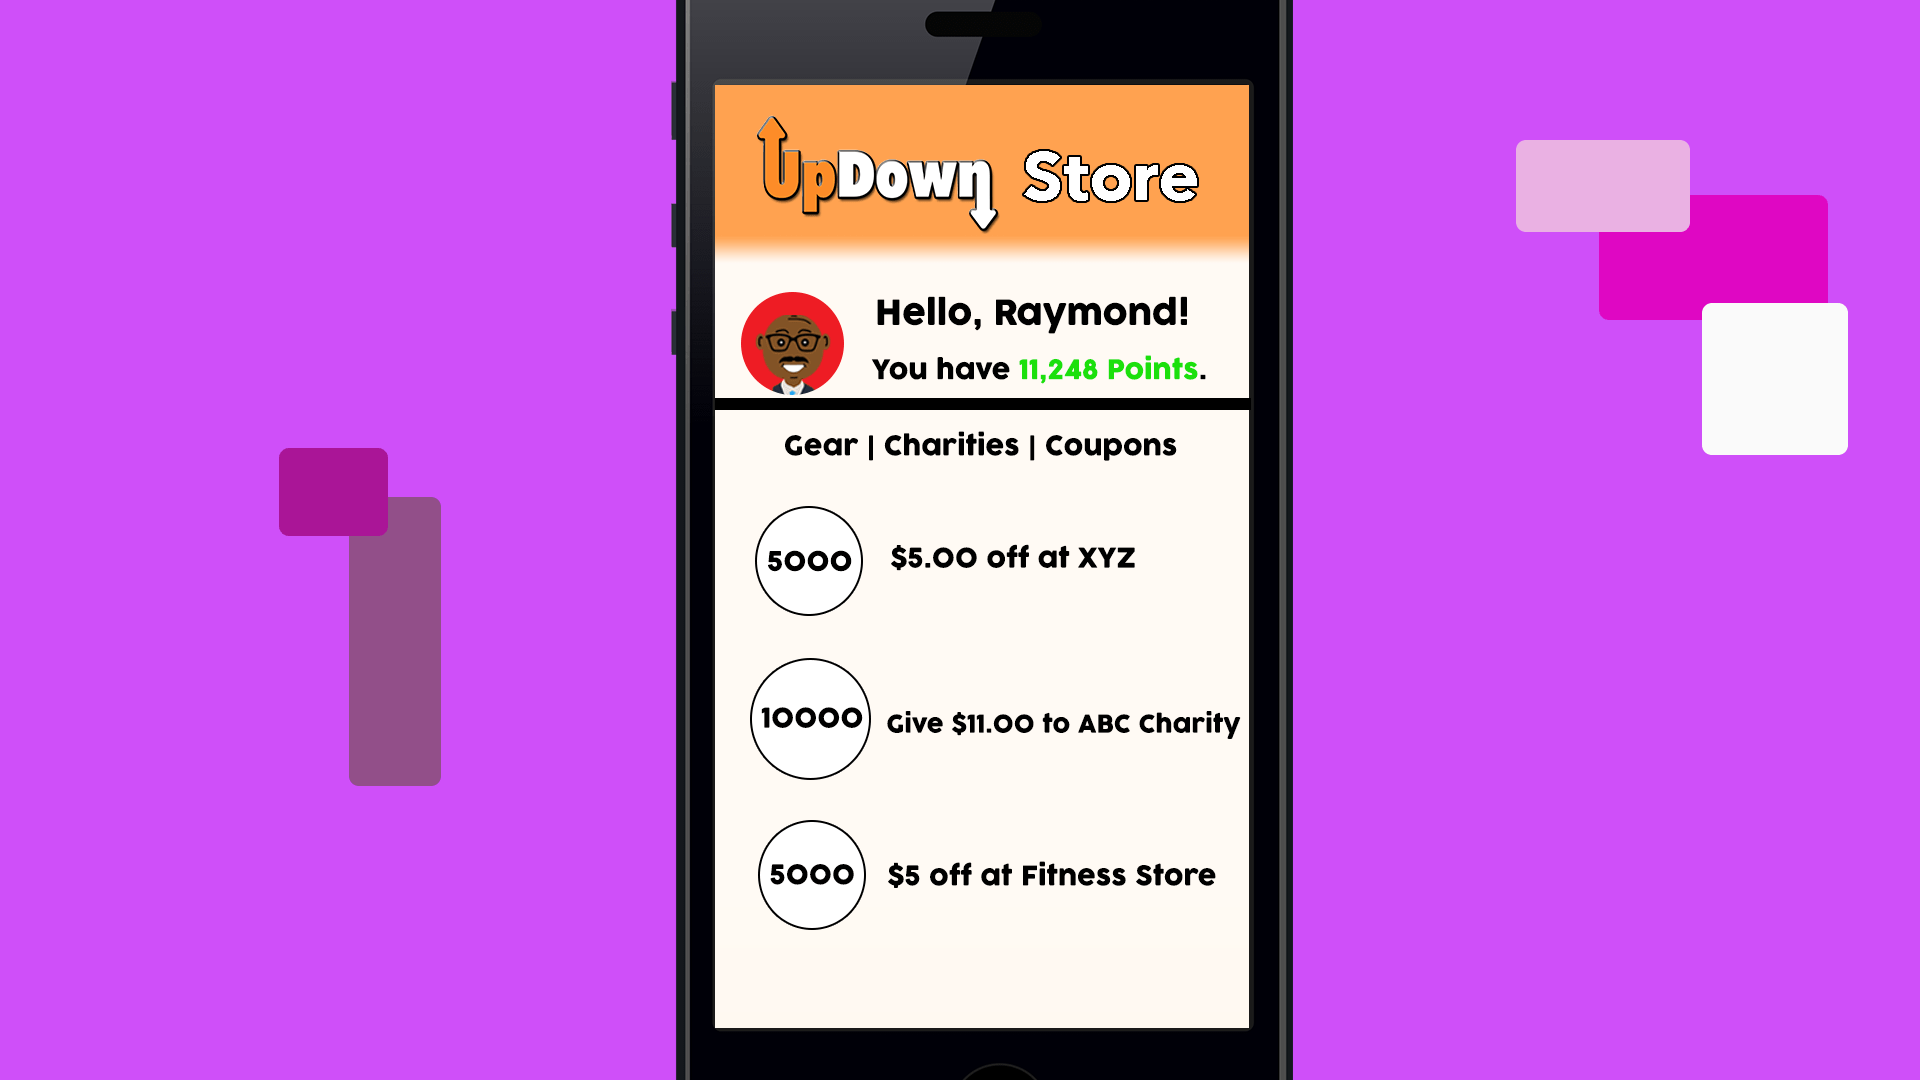 UpDown Store
Hello, Raymond!
You have 11,248 Points.
Gear | Charities | Coupons
5000 $5.00 off at XYZ
10000 Give $11.00 to ABC Charity
5000 $5 off at Fitness Store